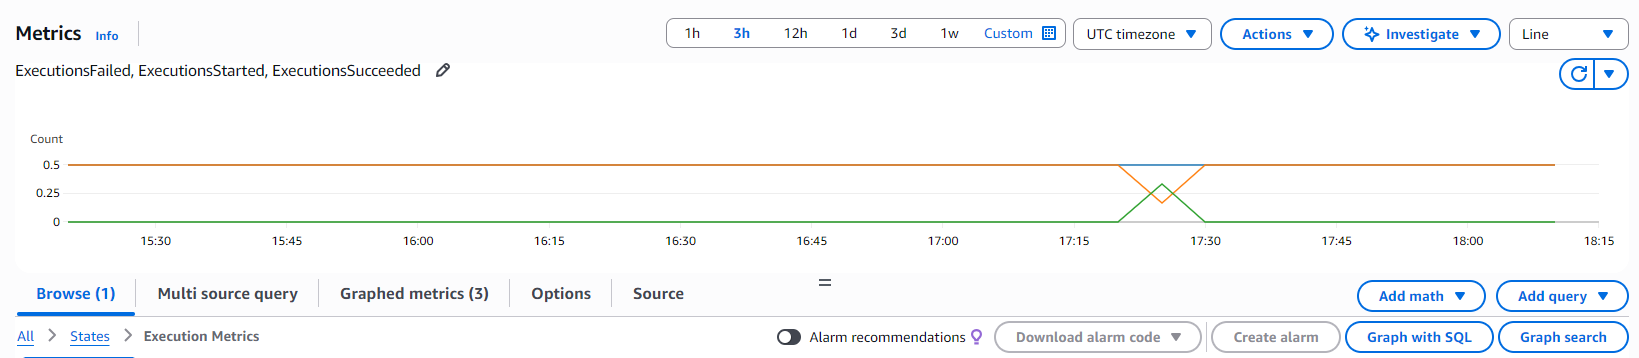 Metrics Info
1h 3h 12h 1d 3d 1w Custom UTC timezone Actions Investigate Line
ExecutionsFailed, ExecutionsStarted, ExecutionsSucceeded
Count
0.5
0.25
0
15:30 15:45 16:00 16:15 16:30 16:45 17:00 17:15 17:30 17:45 18:00 18:15
Browse (1) Multi source query Graphed metrics (3) Options Source
Add math Add query
All States Execution Metrics
Alarm recommendations Download alarm code Create alarm Graph with SQL Graph search